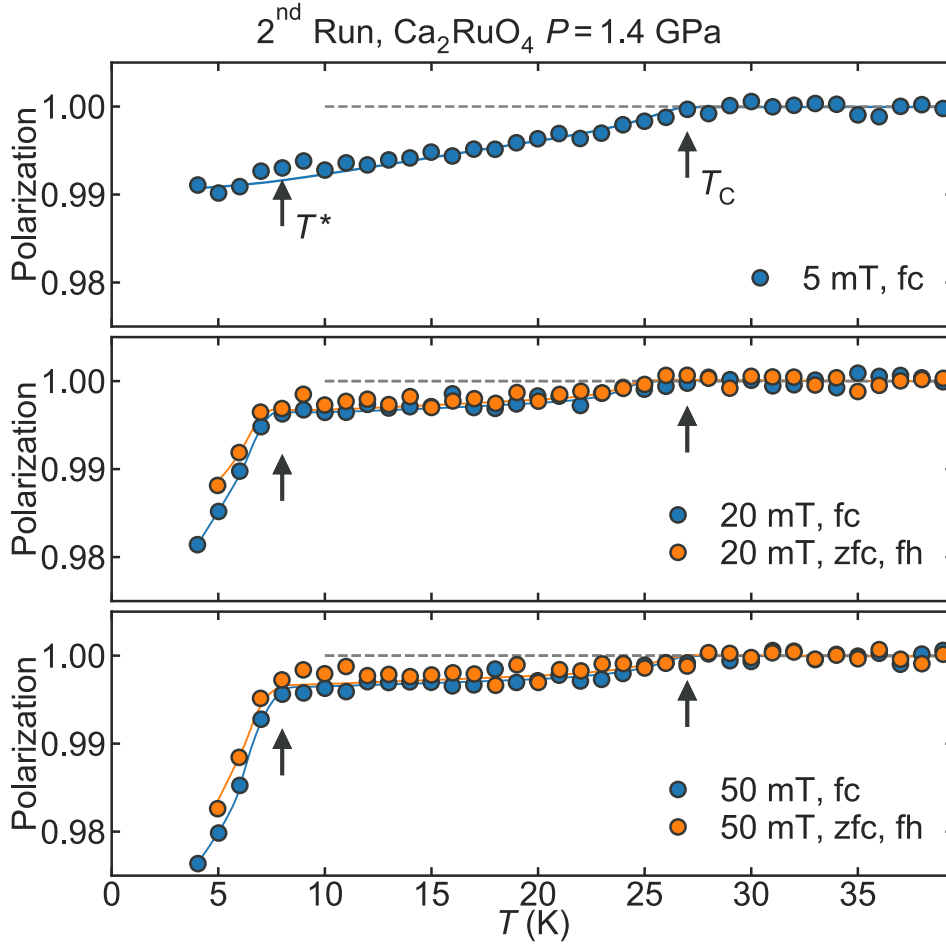 2nd Run, Ca2RuO4 P = 1.4 GPa
Polarization
1.00
0.99
0.98
T*
TC
5 mT, fc
Polarization
1.00
0.99
0.98
20 mT, fc
20 mT, zfc, fh
Polarization
1.00
0.99
0.98
50 mT, fc
50 mT, zfc, fh
0 5 10 15 20 25 30 35
T (K)